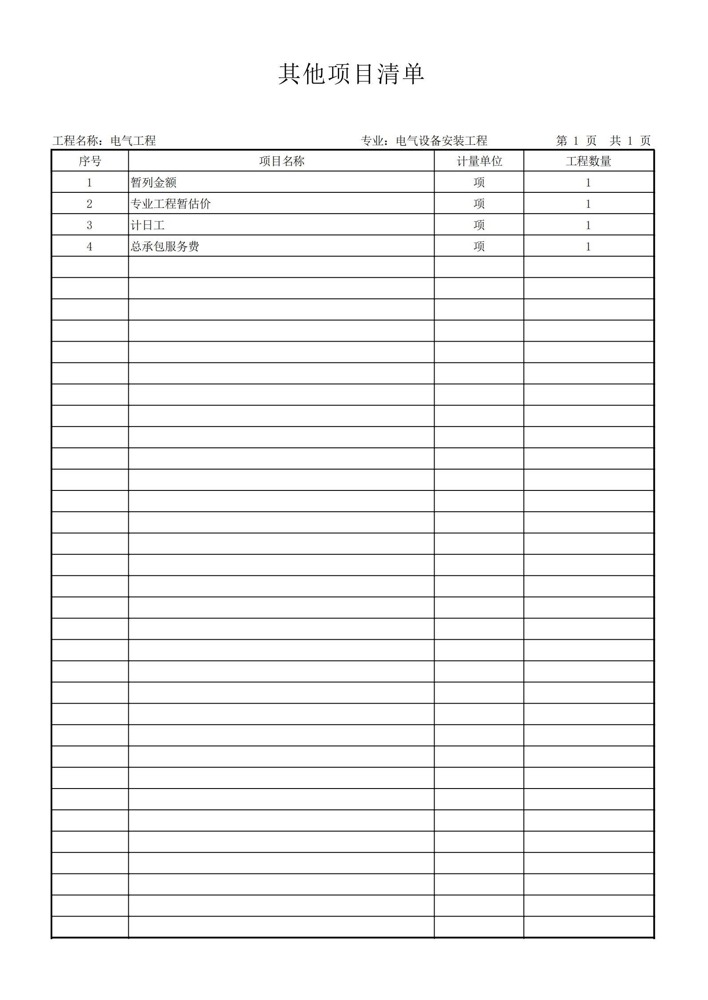 其他项目清单
工程名称：电气工程 专业：电气设备安装工程 第 1 页 共 1 页
序号 项目名称 计量单位 工程数量
1 暂列金额 项 1
2 专业工程暂估价 项 1
3 计日工 项 1
4 总承包服务费 项 1